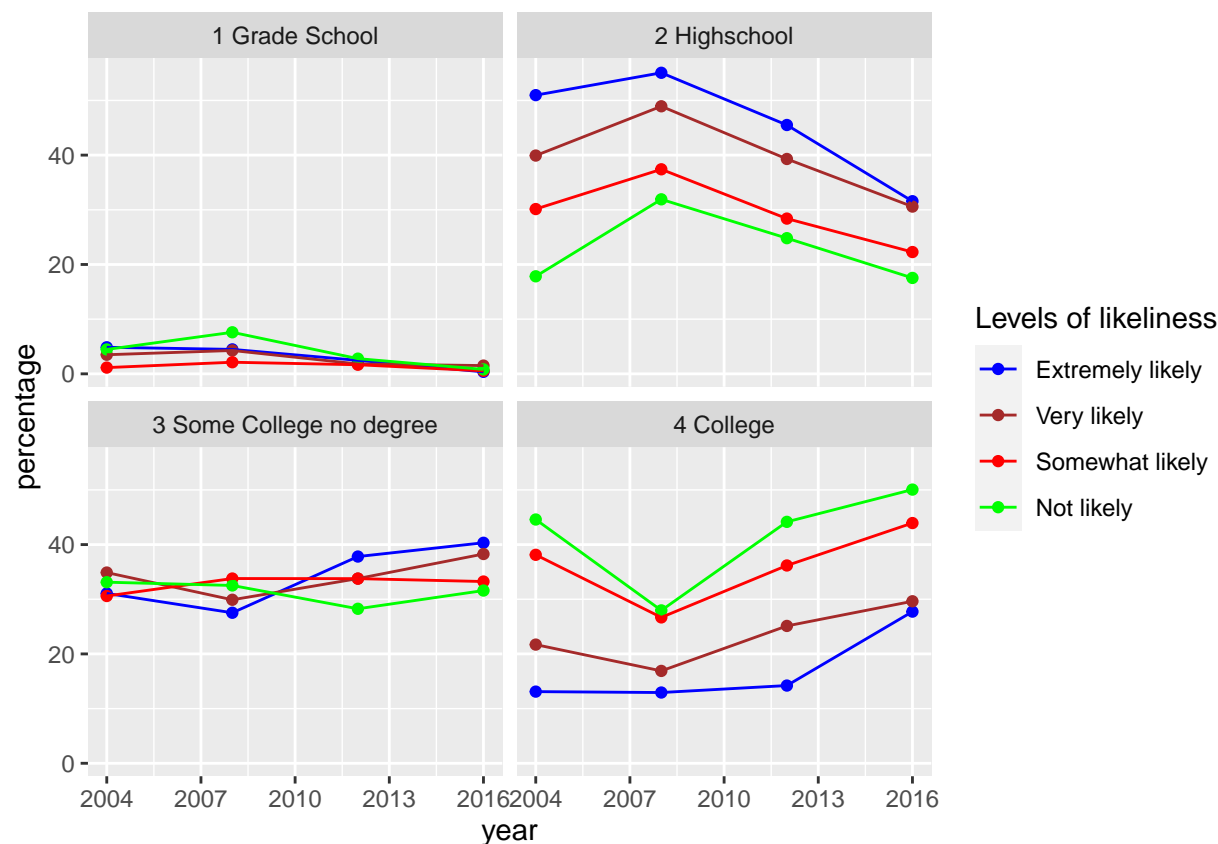 1 Grade School
2 Highschool
40
20
0
3 Some College no degree
4 College
40
20
0
2004 2007 2010 2013 2016 2004 2007 2010 2013 2016
year
percentage
Levels of likeliness
Extremely likely
Very likely
Somewhat likely
Not likely